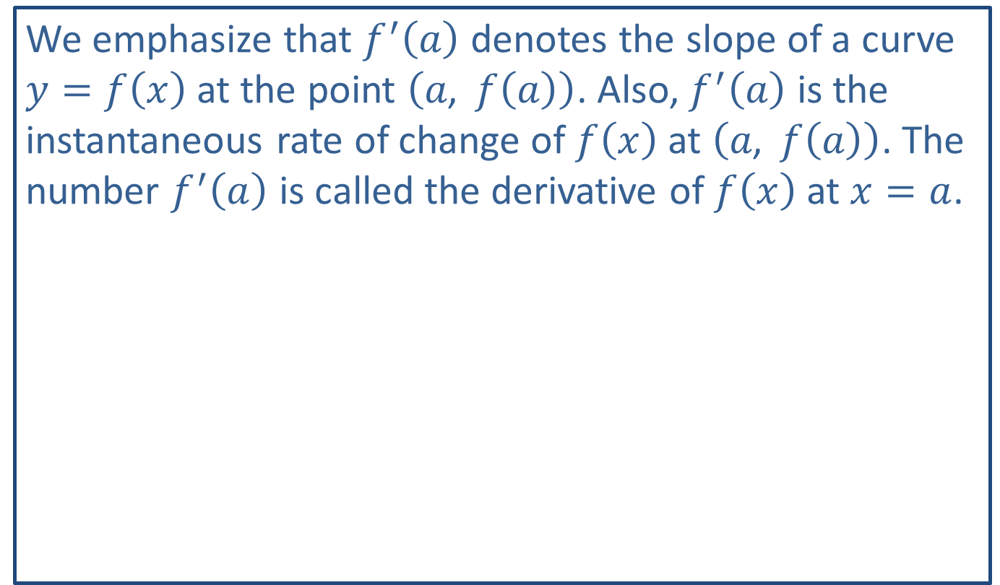 We emphasize that 𝑓′(𝑎) denotes the slope of a curve
𝑦 = 𝑓(𝑥) at the point (𝑎, 𝑓(𝑎)). Also, 𝑓′(𝑎) is the
instantaneous rate of change of 𝑓(𝑥) at (𝑎, 𝑓(𝑎)). The
number 𝑓′(𝑎) is called the derivative of 𝑓(𝑥) at 𝑥 = 𝑎.